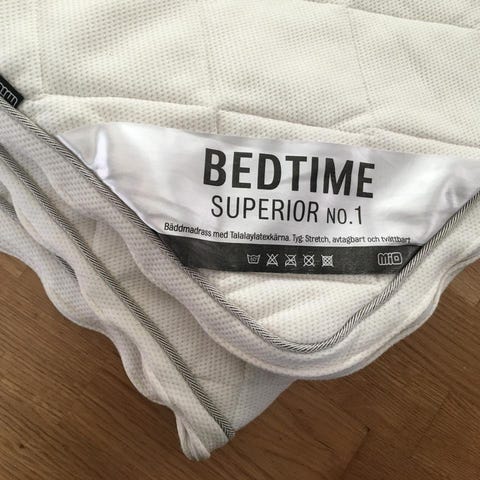 BEDTIME
SUPERIOR NO.1
Bäddmadrass med Talalaylatexkärna. Tyg: Stretch, avtagbart och tvättbart
MIO